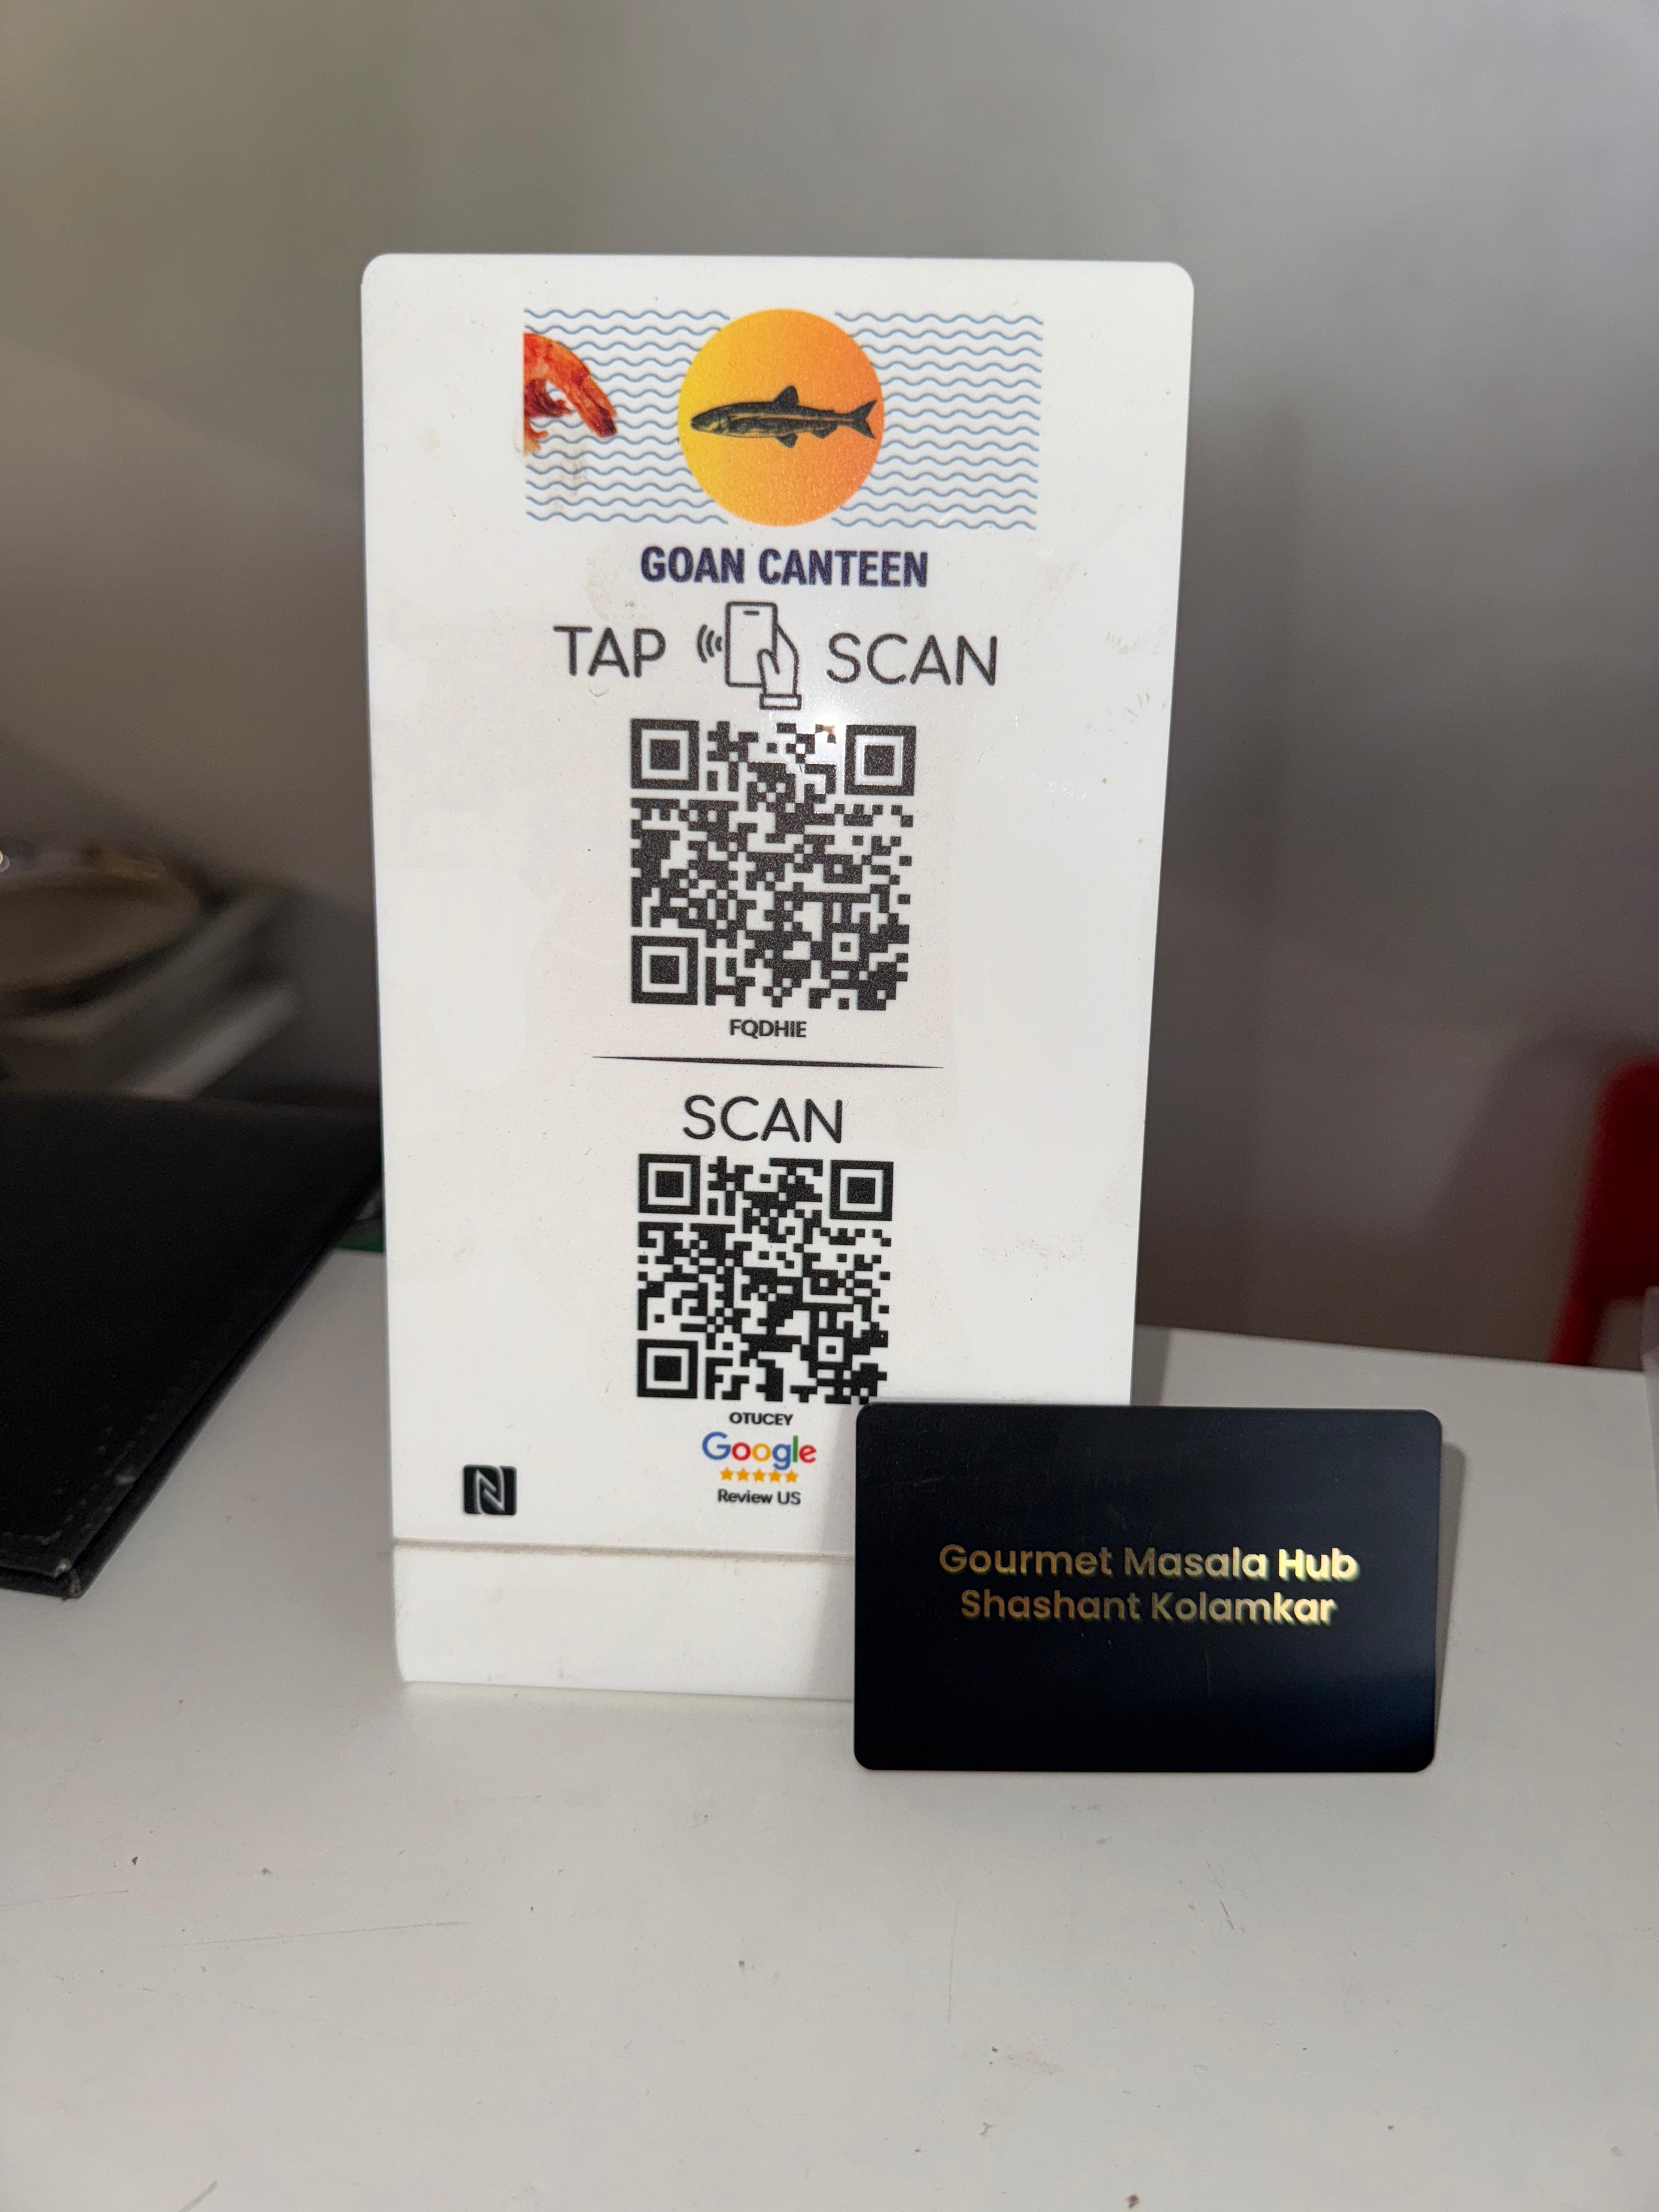 GOAN CANTEEN
TAP SCAN
FQDHIE
SCAN
OTUCEY
Google
Review US
Gourmet Masala Hub
Shashant Kolamkar